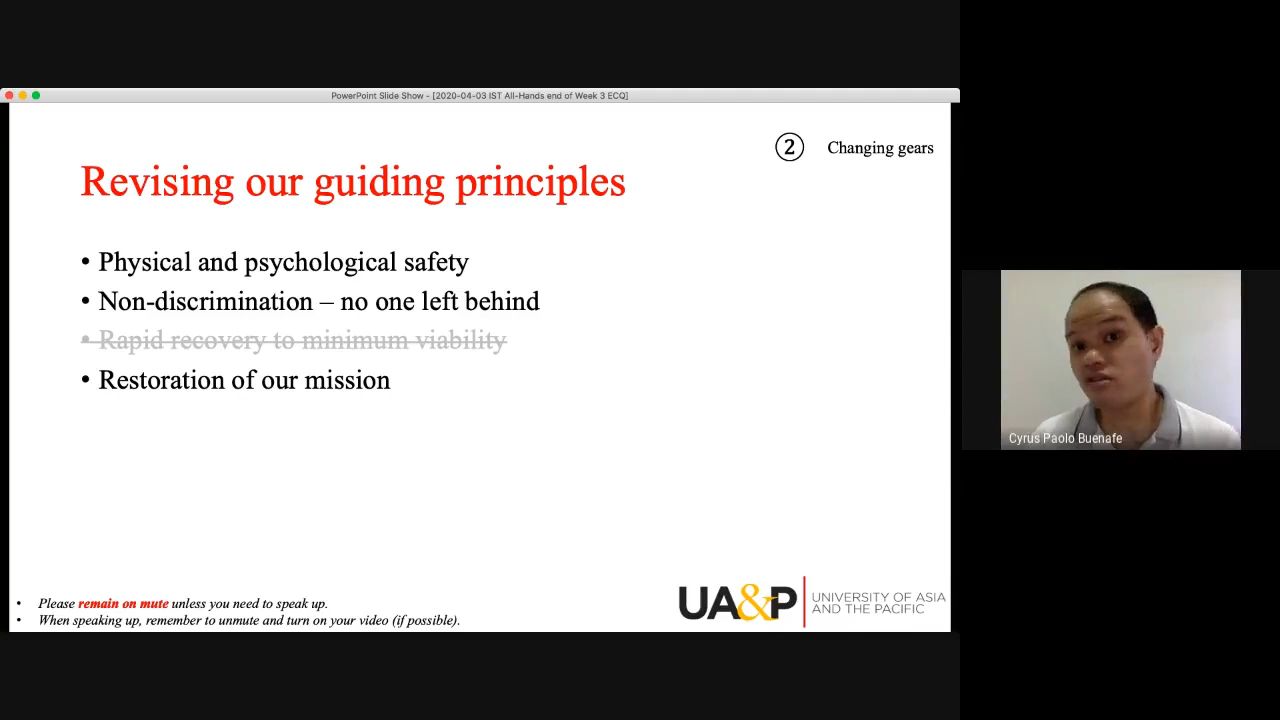 PowerPoint Slide Show - [2020-04-03 IST All-Hands end of Week 3 ECQ]
2 Changing gears
Revising our guiding principles
• Physical and psychological safety
• Non-discrimination – no one left behind
• Rapid recovery to minimum viability
• Restoration of our mission
Cyrus Paolo Buenafe
• Please remain on mute unless you need to speak up.
• When speaking up, remember to unmute and turn on your video (if possible).
UA&P
UNIVERSITY OF ASIA
AND THE PACIFIC